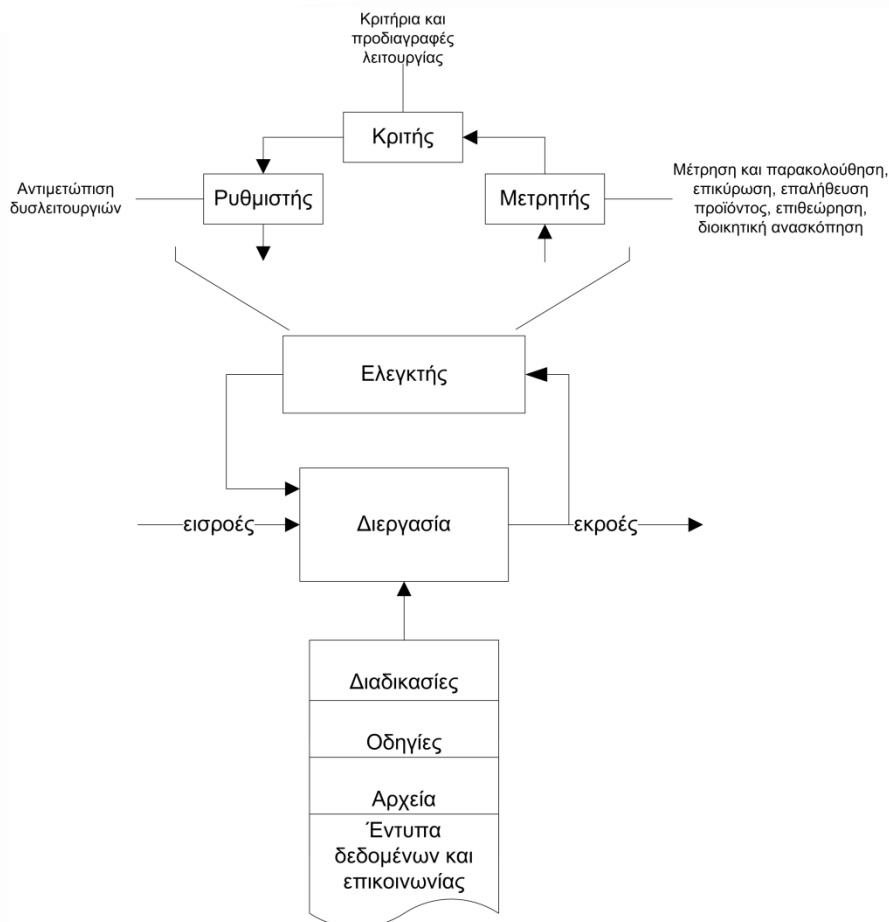 Κριτήρια και
προδιαγραφές
λειτουργίας
Κριτής
Ρυθμιστής
Μετρητής
Αντιμετώπιση
δυσλειτουργιών
Μέτρηση και παρακολούθηση,
επικύρωση, επαλήθευση
προϊόντος, επιθεώρηση,
διοικητική ανασκόπηση
Ελεγκτής
εισροές
Διεργασία
εκροές
Διαδικασίες
Οδηγίες
Αρχεία
Έντυπα
δεδομένων και
επικοινωνίας